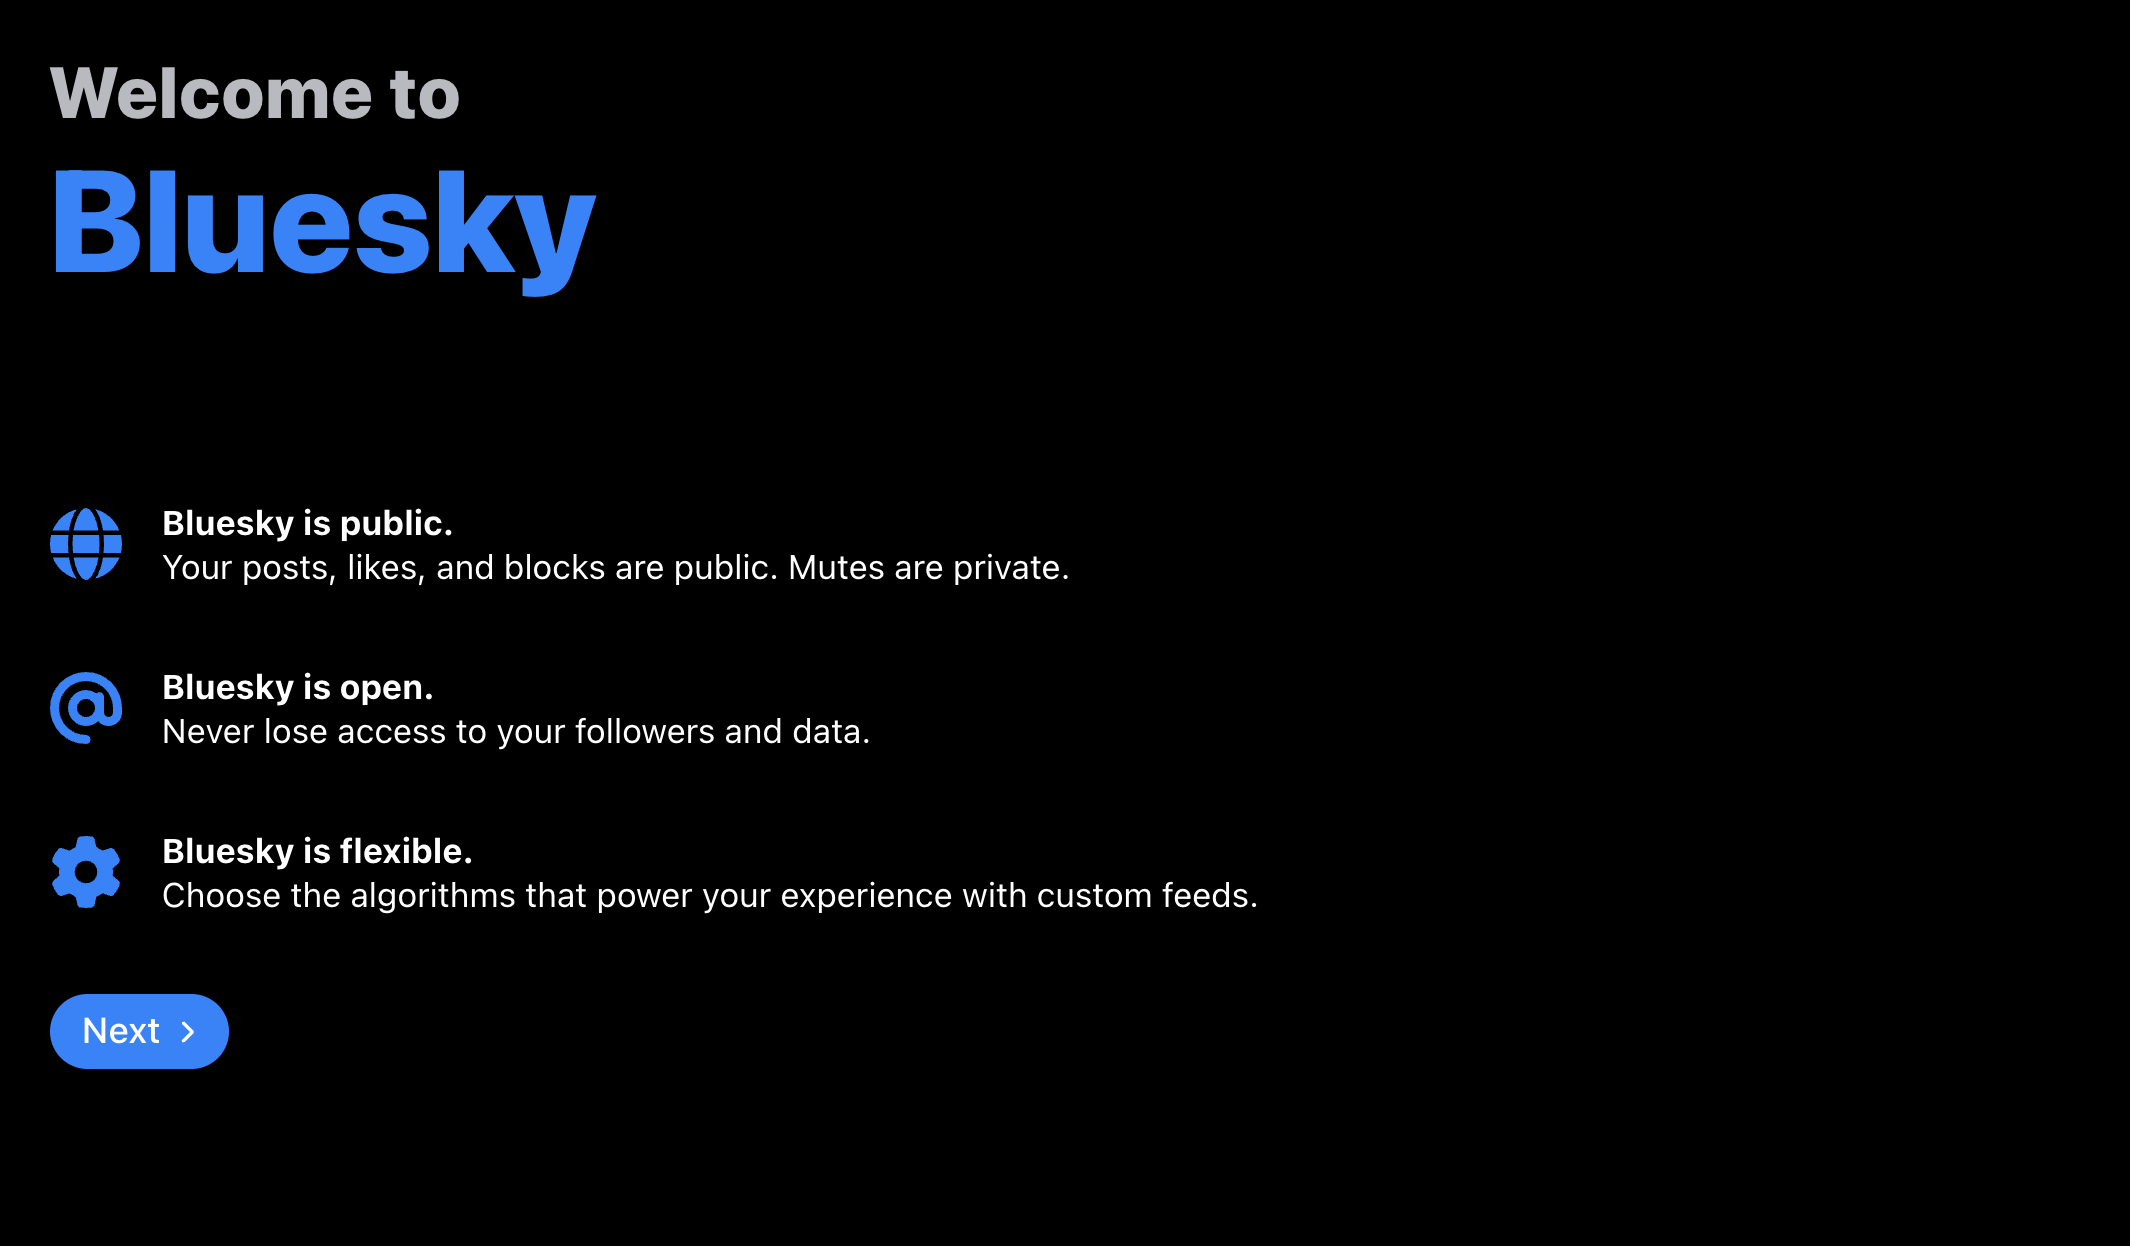 Welcome to
Bluesky
Bluesky is public.
Your posts, likes, and blocks are public. Mutes are private.
Bluesky is open.
Never lose access to your followers and data.
Bluesky is flexible.
Choose the algorithms that power your experience with custom feeds.
Next